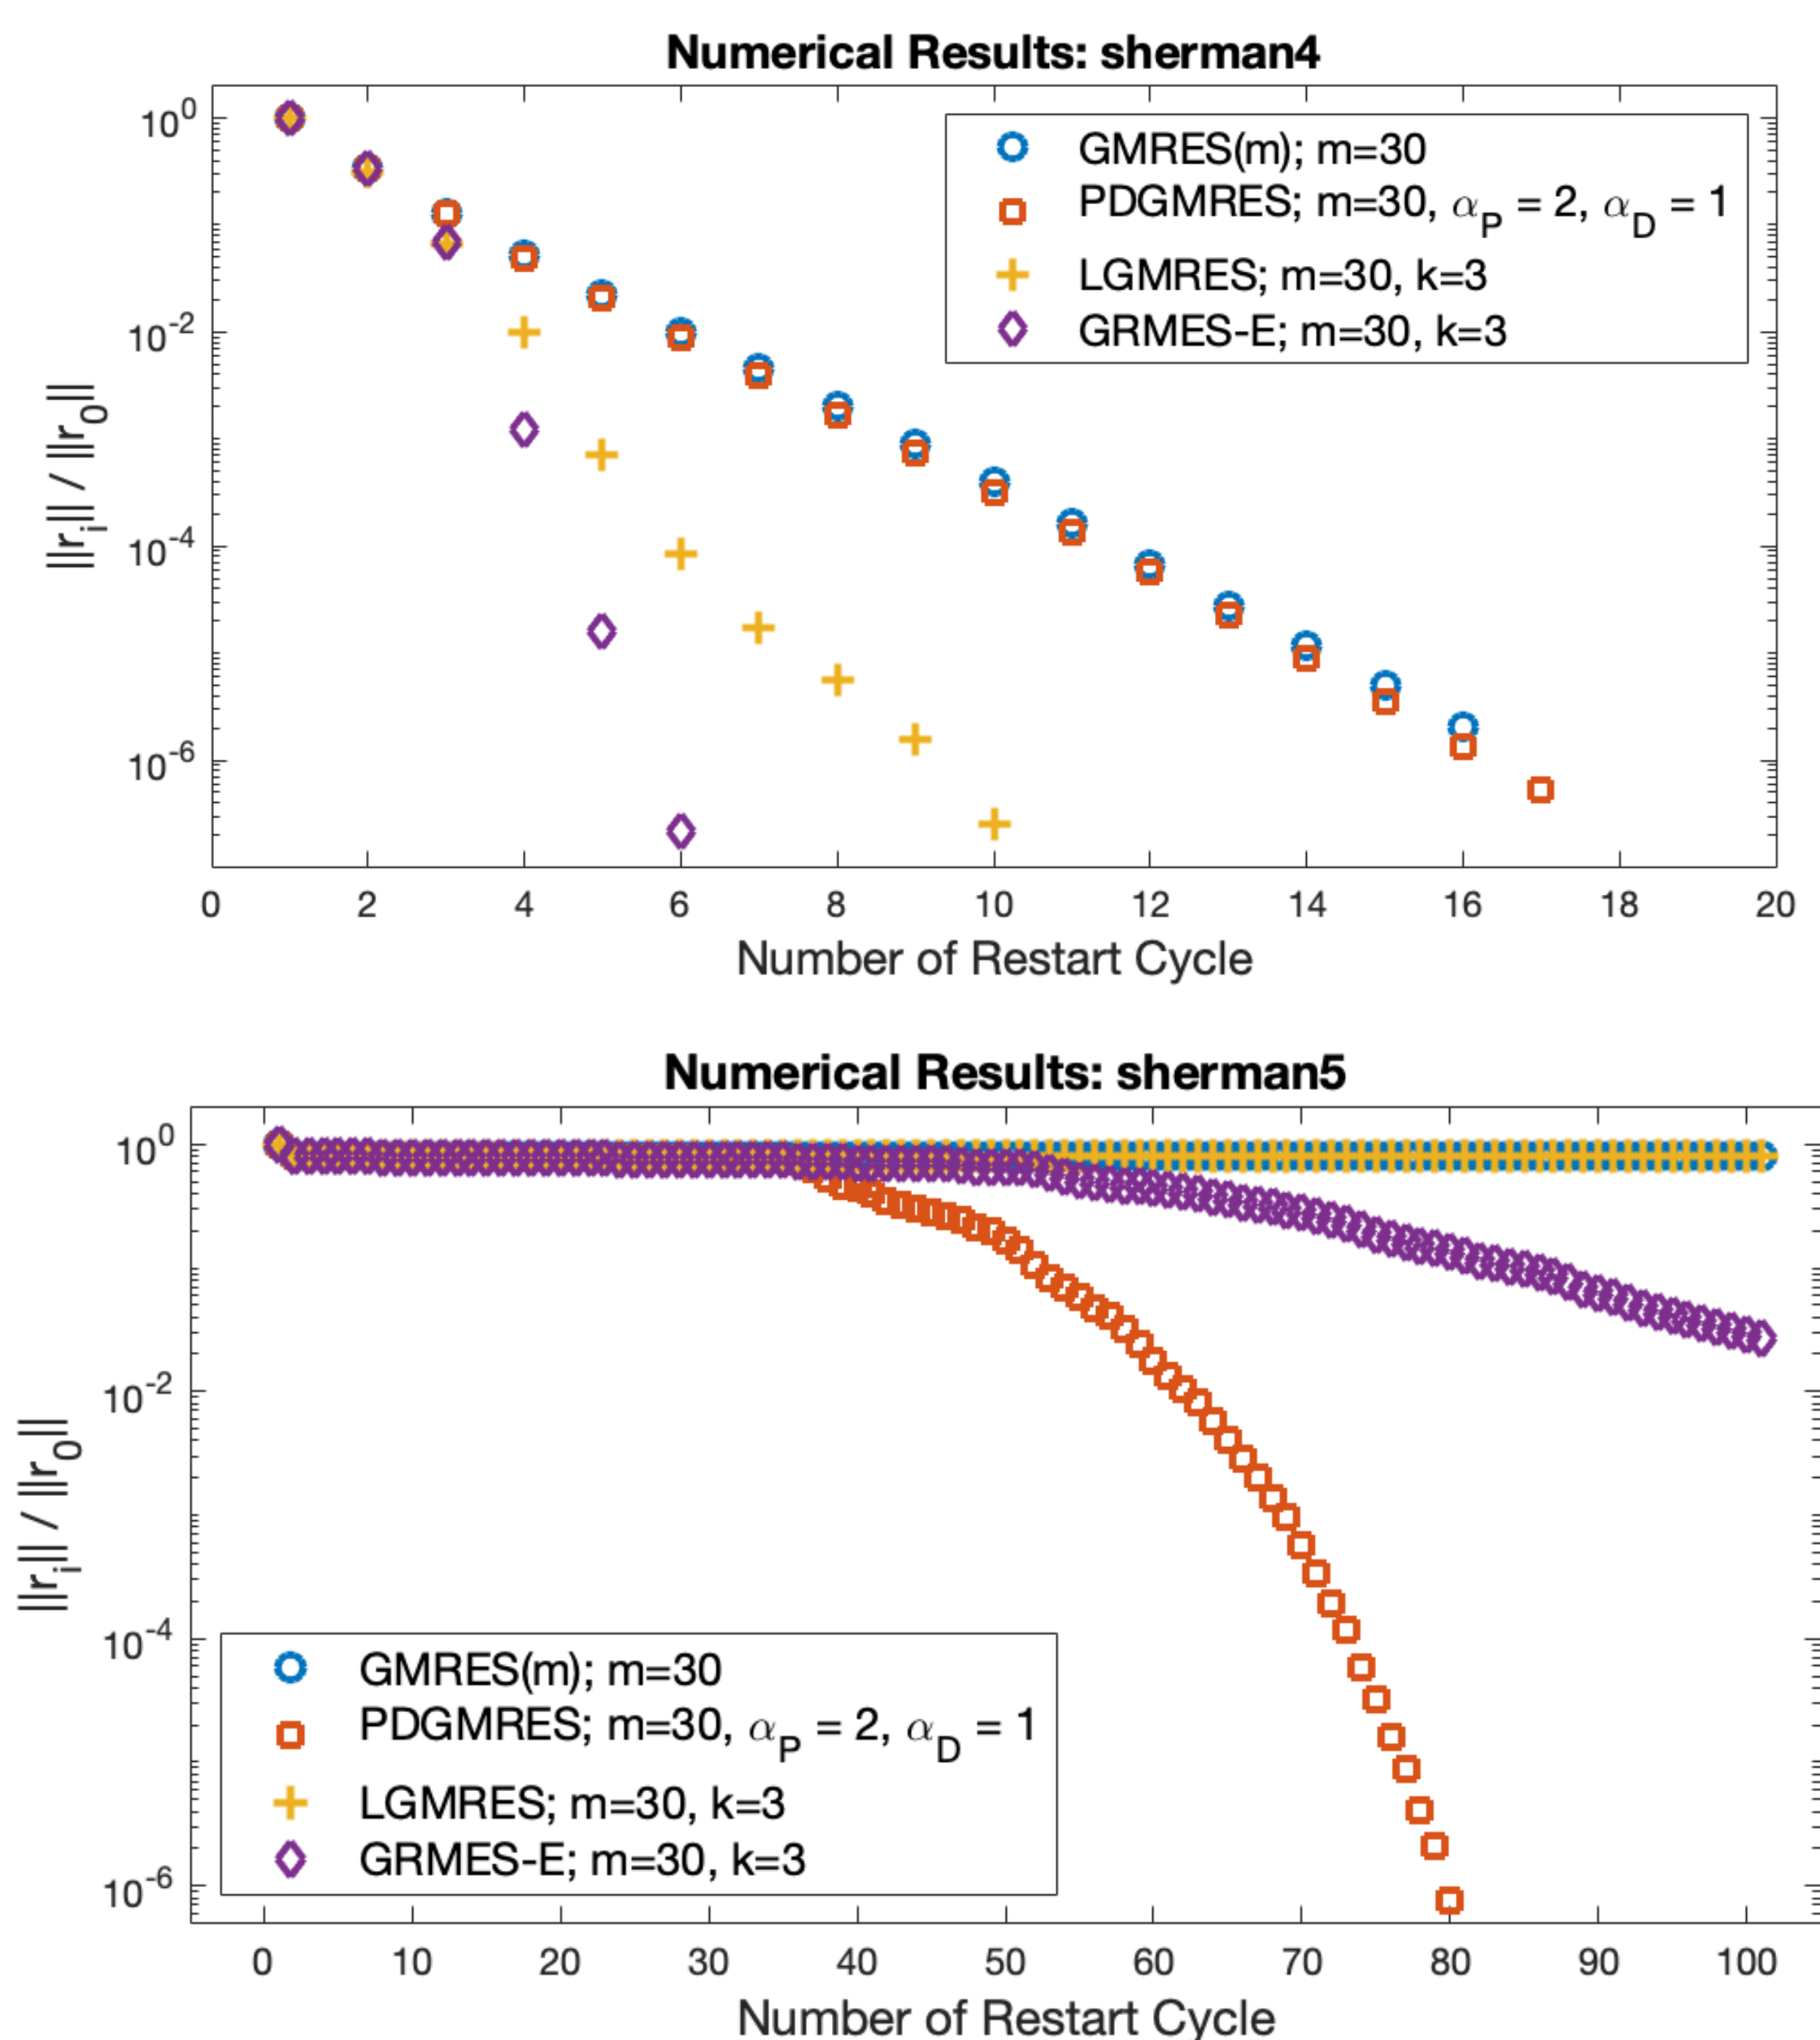 Numerical Results: sherman4
10^0
10^-2
10^-4
10^-6
||r_i|| / ||r_0||
GMRES(m); m=30
PDGMRES; m=30, α_P = 2, α_D = 1
LGMRES; m=30, k=3
GRMES-E; m=30, k=3
0 2 4 6 8 10 12 14 16 18 20
Number of Restart Cycle
Numerical Results: sherman5
10^0
10^-2
10^-4
10^-6
||r_i|| / ||r_0||
GMRES(m); m=30
PDGMRES; m=30, α_P = 2, α_D = 1
LGMRES; m=30, k=3
GRMES-E; m=30, k=3
0 10 20 30 40 50 60 70 80 90 100
Number of Restart Cycle